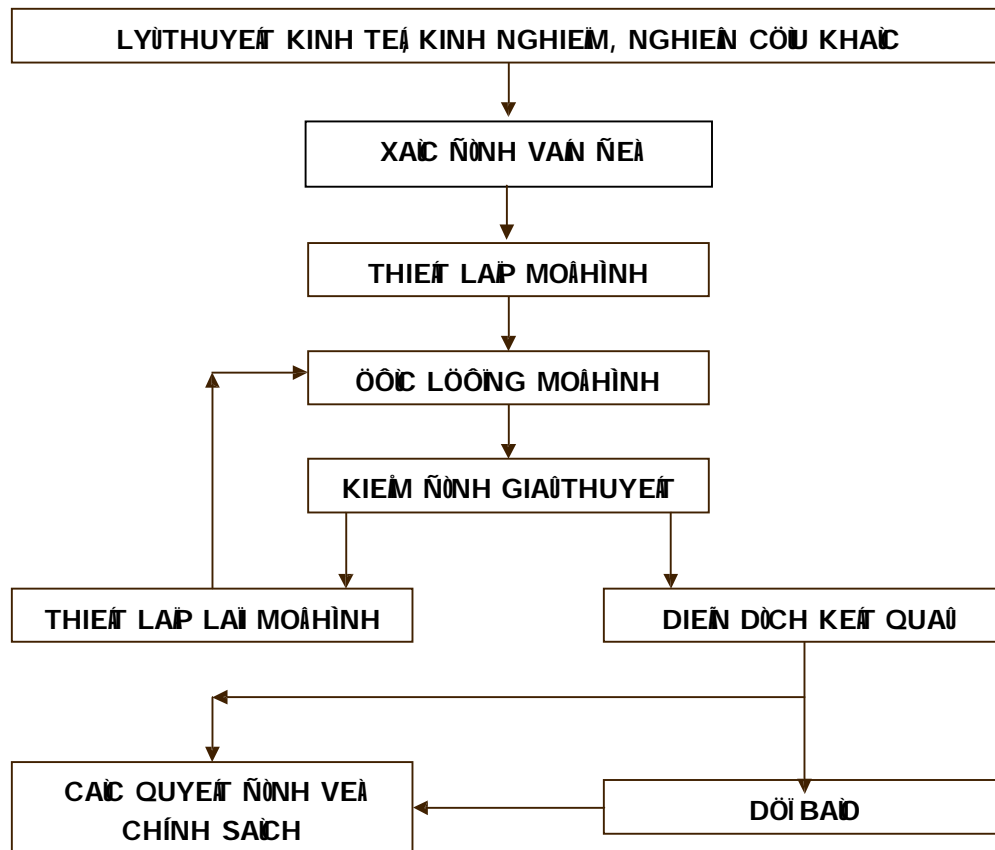 LYÙ THUYEÁT KINH TEÁ, KINH NGHIEÄM, NGHIEÂN CÖÙU KHAÙC
XAÙC ÑÒNH VAÁN ÑEÀ
THIEÁT LAÄP MOÂ HÌNH
ÖÔÙC LÖÔÏNG MOÂ HÌNH
KIEÅM ÑÒNH GIAÛ THUYEÁT
THIEÁT LAÄP LAÏI MOÂ HÌNH
DIEÃN DÒCH KEÁT QUAÛ
CAÙC QUYEÁT ÑÒNH VEÀ
CHÍNH SAÙCH
DÖÏ BAÙO